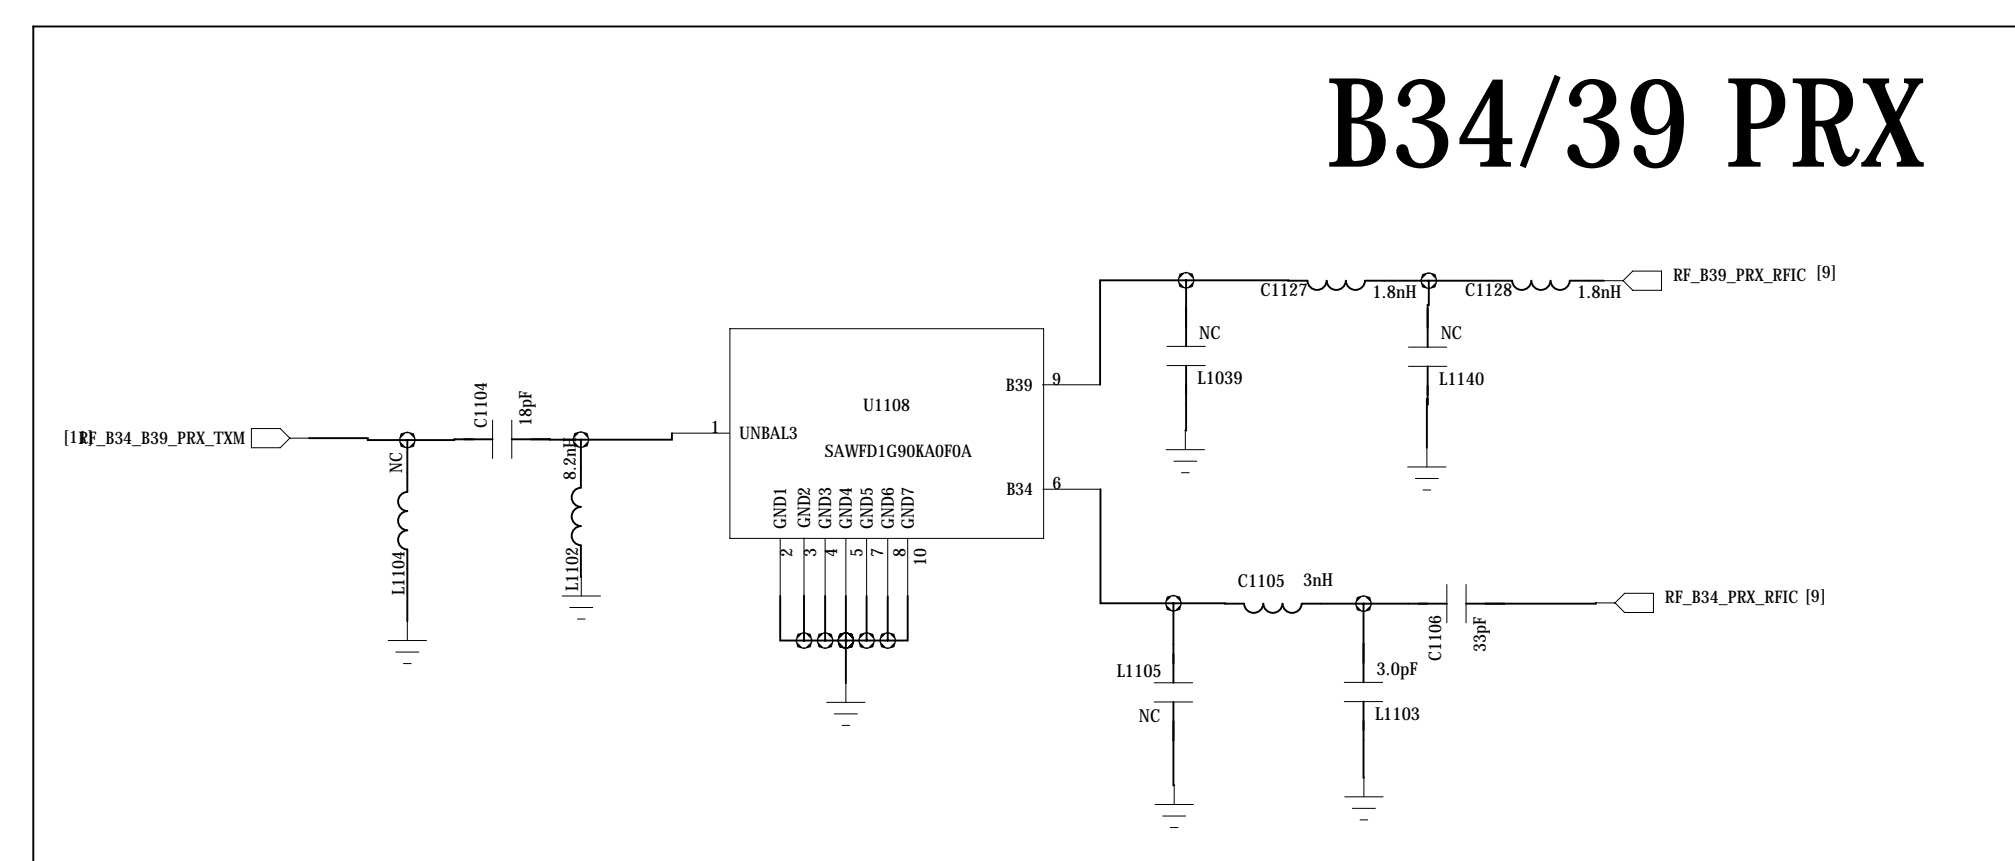 B34/39 PRX
RF_B39_PRX_RFIC [9]
C1127
1.8nH
C1128
1.8nH
NC
L1039
NC
L1140
B39
9
U1108
SAWFD1G90KA0F0A
1
UNBAL3
B34
6
C1104
18pF
RF_B34_B39_PRX_TXM
NC
L1104
8.2nH
L1102
GND1
GND2
GND3
GND4
GND5
GND6
GND7
2
3
4
5
7
8
10
C1105
3nH
RF_B34_PRX_RFIC [9]
C1106
33pF
L1105
NC
3.0pF
L1103